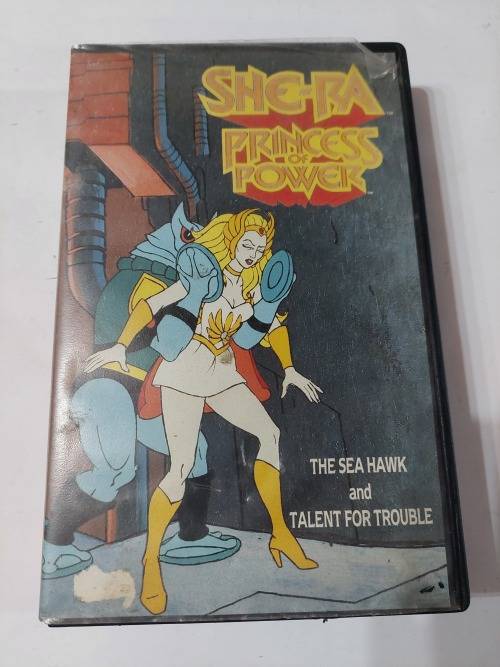 SHE-RA
PRINCESS
OF
POWER
THE SEA HAWK
and
TALENT FOR TROUBLE